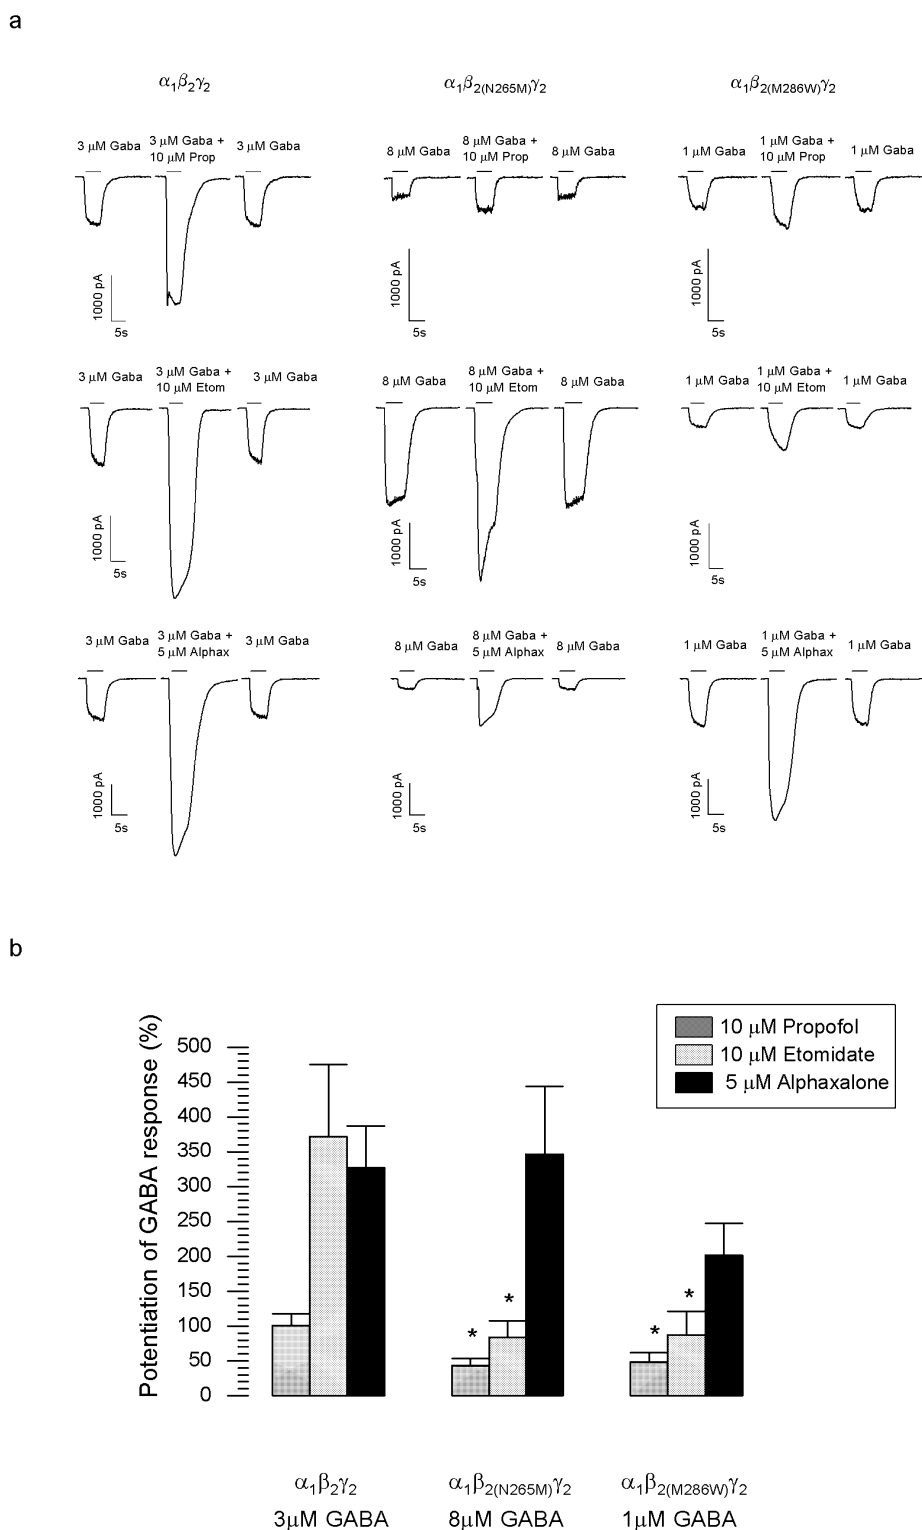 a
α₁β₂γ₂
α₁β₂(N265M)γ₂
α₁β₂(M286W)γ₂
3 μM Gaba
3 μM Gaba +
10 μM Prop
3 μM Gaba
8 μM Gaba
8 μM Gaba +
10 μM Prop
8 μM Gaba
1 μM Gaba
1 μM Gaba +
10 μM Prop
1 μM Gaba
1000 pA
5s
1000 pA
5s
1000 pA
5s
3 μM Gaba
3 μM Gaba +
10 μM Etom
3 μM Gaba
8 μM Gaba
8 μM Gaba +
10 μM Etom
8 μM Gaba
1 μM Gaba
1 μM Gaba +
10 μM Etom
1 μM Gaba
1000 pA
5s
1000 pA
5s
1000 pA
5s
3 μM Gaba
3 μM Gaba +
5 μM Alphax
3 μM Gaba
8 μM Gaba
8 μM Gaba +
5 μM Alphax
8 μM Gaba
1 μM Gaba
1 μM Gaba +
5 μM Alphax
1 μM Gaba
1000 pA
5s
1000 pA
5s
1000 pA
5s
b
Potentiation of GABA response (%)
500
450
400
350
300
250
200
150
100
50
0
10 μM Propofol
10 μM Etomidate
5 μM Alphaxalone
*
*
*
*
α₁β₂γ₂
3μM GABA
α₁β₂(N265M)γ₂
8μM GABA
α₁β₂(M286W)γ₂
1μM GABA